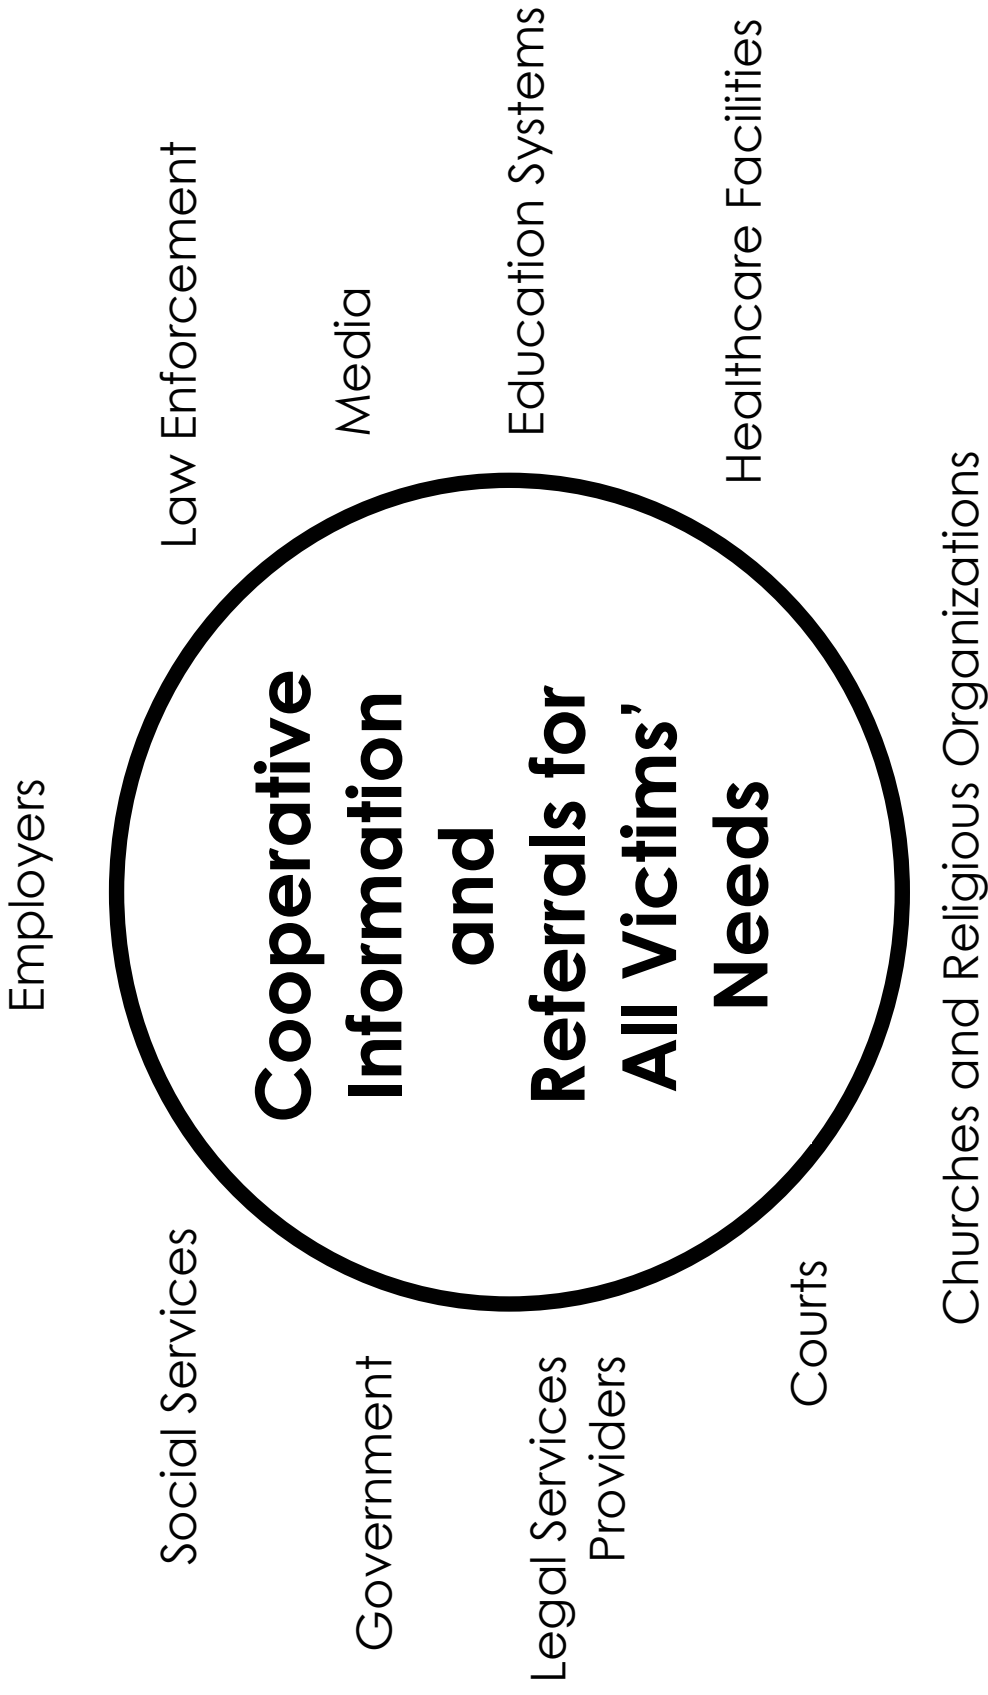 Employers
Social Services
Law Enforcement
Government
Media
Legal Services
Providers
Education Systems
Courts
Healthcare Facilities
Cooperative
Information
and
Referrals for
All Victims’
Needs
Churches and Religious Organizations